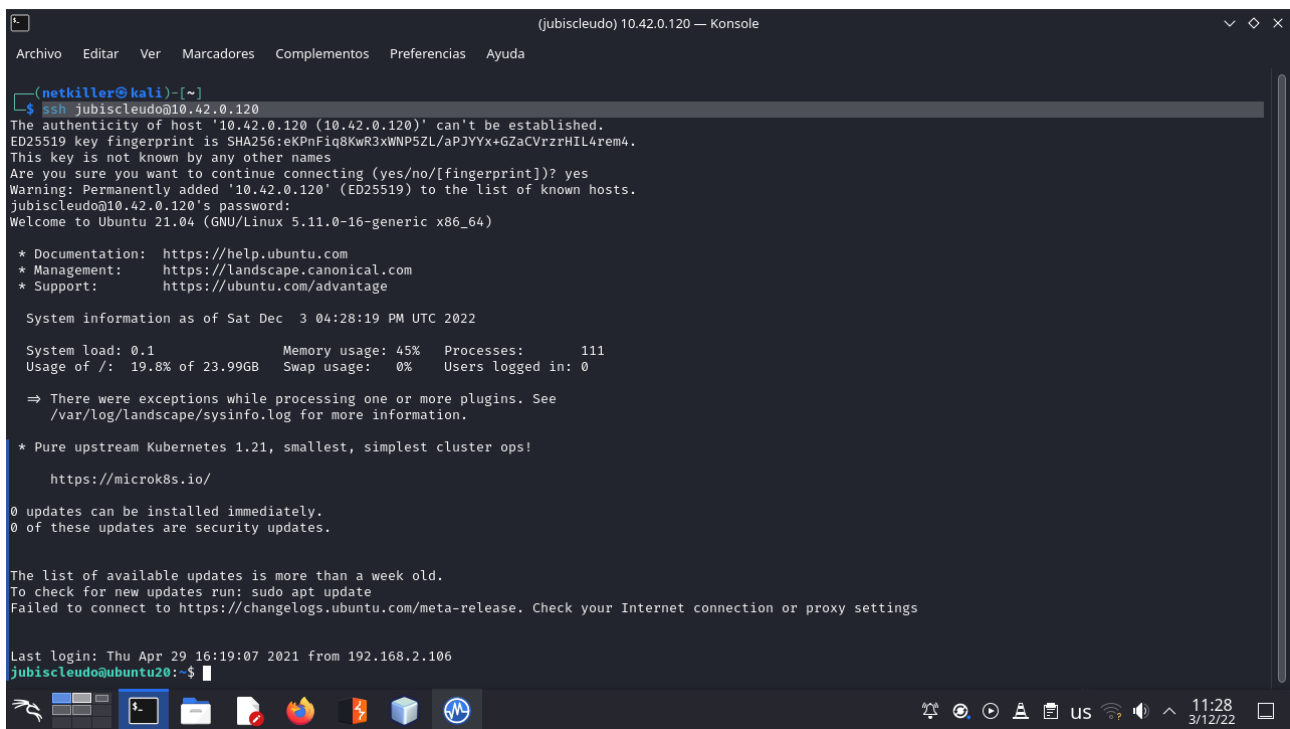 (jubiscleudo) 10.42.0.120 — Konsole
Archivo Editar Ver Marcadores Complementos Preferencias Ayuda
┌──(netkiller㉿kali)-[~]
└─$ ssh jubiscleudo@10.42.0.120
The authenticity of host '10.42.0.120 (10.42.0.120)' can't be established.
ED25519 key fingerprint is SHA256:eKPnFiq8KwR3xWNP5ZL/aPJYYx+GZaCVrzrHIL4rem4.
This key is not known by any other names
Are you sure you want to continue connecting (yes/no/[fingerprint])? yes
Warning: Permanently added '10.42.0.120' (ED25519) to the list of known hosts.
jubiscleudo@10.42.0.120's password:
Welcome to Ubuntu 21.04 (GNU/Linux 5.11.0-16-generic x86_64)
* Documentation: https://help.ubuntu.com
* Management: https://landscape.canonical.com
* Support: https://ubuntu.com/advantage
System information as of Sat Dec 3 04:28:19 PM UTC 2022
System load: 0.1 Memory usage: 45% Processes: 111
Usage of /: 19.8% of 23.99GB Swap usage: 0% Users logged in: 0
⇒ There were exceptions while processing one or more plugins. See
/var/log/landscape/sysinfo.log for more information.
* Pure upstream Kubernetes 1.21, smallest, simplest cluster ops!
https://microk8s.io/
0 updates can be installed immediately.
0 of these updates are security updates.
The list of available updates is more than a week old.
To check for new updates run: sudo apt update
Failed to connect to https://changelogs.ubuntu.com/meta-release. Check your Internet connection or proxy settings
Last login: Thu Apr 29 16:19:07 2021 from 192.168.2.106
jubiscleudo@ubuntu20:~$
us 11:28
3/12/22